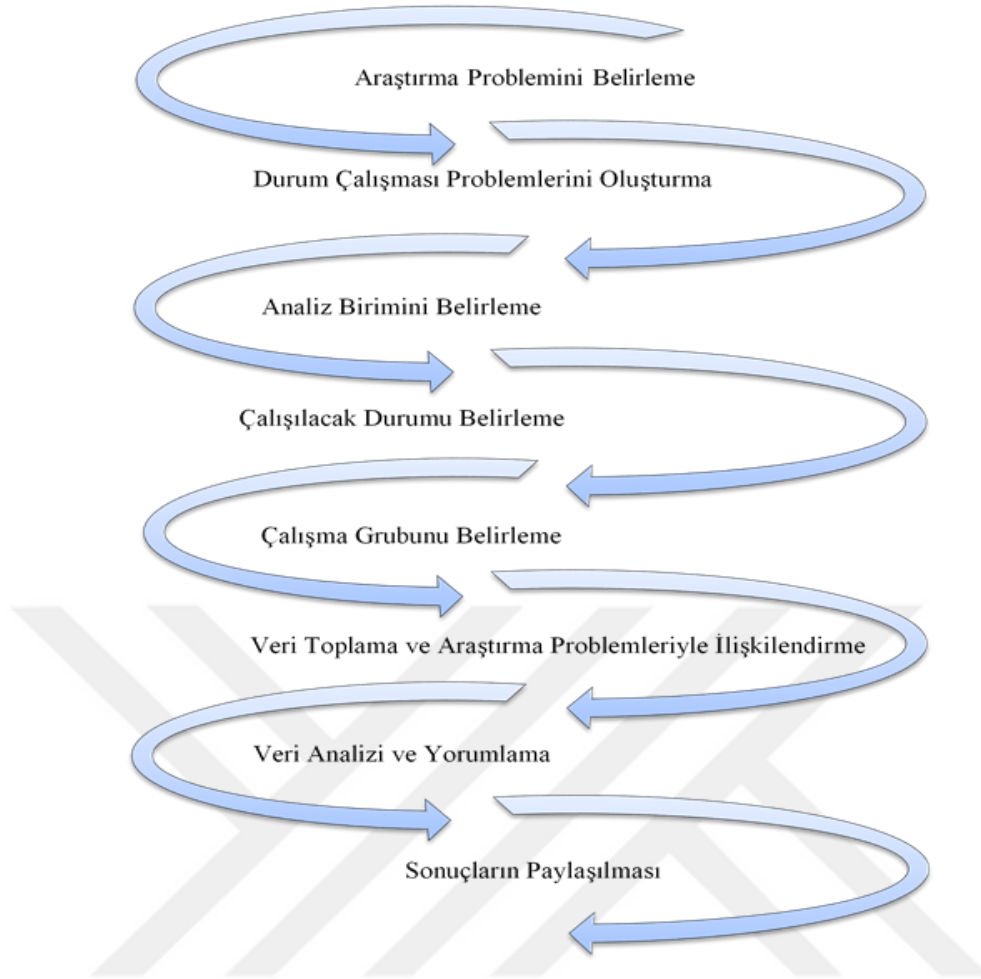 Araştırma Problemini Belirleme
Durum Çalışması Problemlerini Oluşturma
Analiz Birimini Belirleme
Çalışılacak Durumu Belirleme
Çalışma Grubunu Belirleme
Veri Toplama ve Araştırma Problemleriyle İlişkilendirme
Veri Analizi ve Yorumlama
Sonuçların Paylaşılması